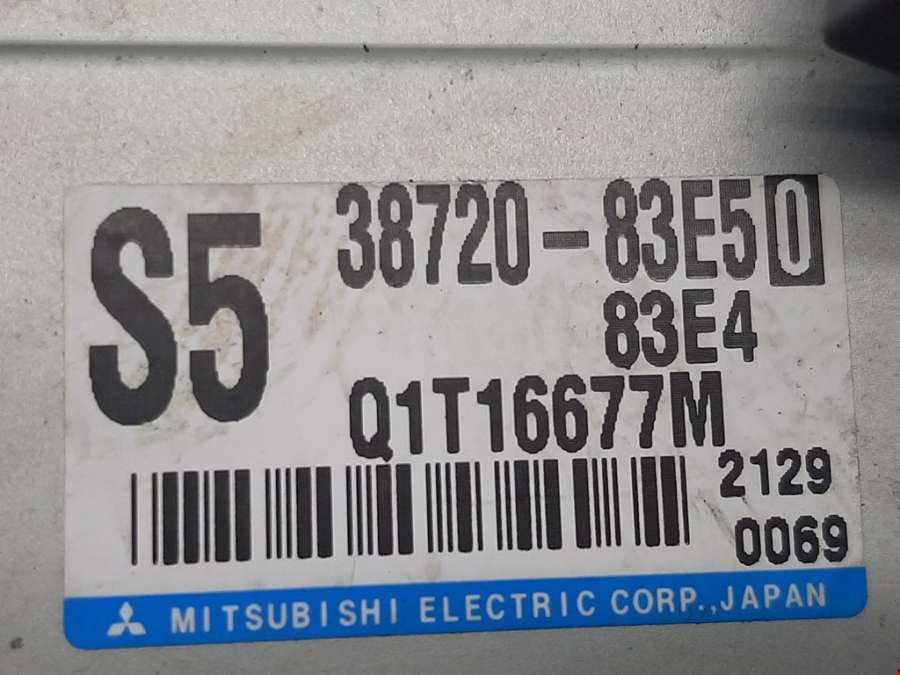 S5
38720-83E50
83E4
Q1T16677M
2129
0069
MITSUBISHI ELECTRIC CORP.,JAPAN